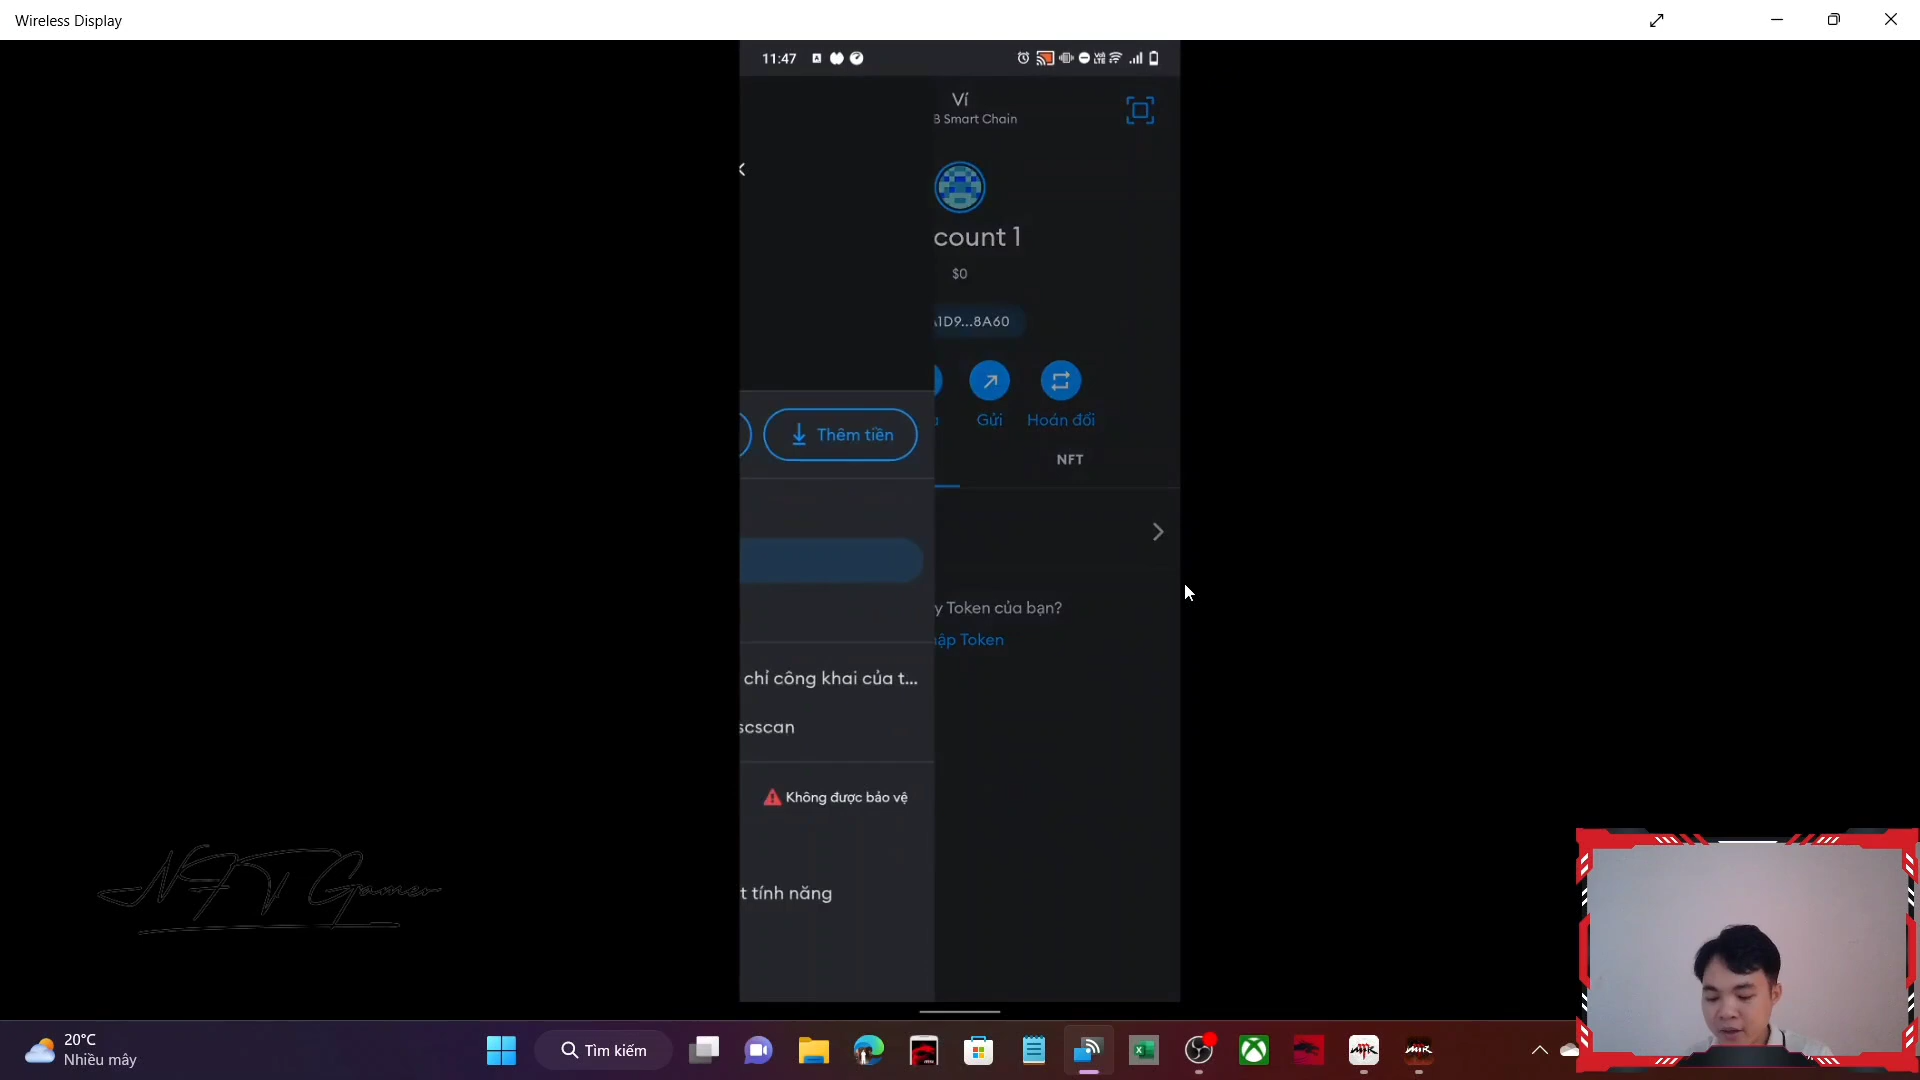 Wireless Display
11:47
Ví
B Smart Chain
count 1
$0
1D9...8A60
Thêm tiền
Gửi
Hoán đổi
NFT
y Token của bạn?
ập Token
chỉ công khai của t...
scscan
Không được bảo vệ
t tính năng
NFT Gamer
20°C
Nhiều mây
Tìm kiếm